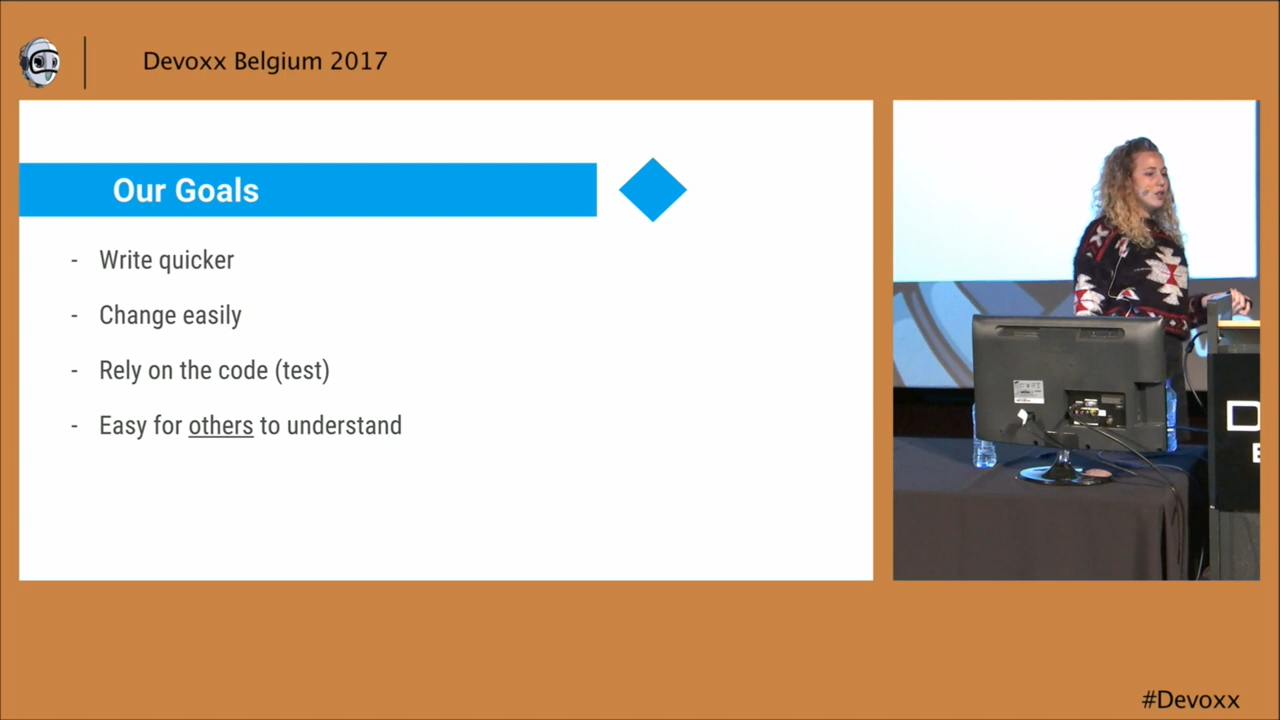 Devoxx Belgium 2017
Our Goals
- Write quicker
- Change easily
- Rely on the code (test)
- Easy for others to understand
D
#Devoxx